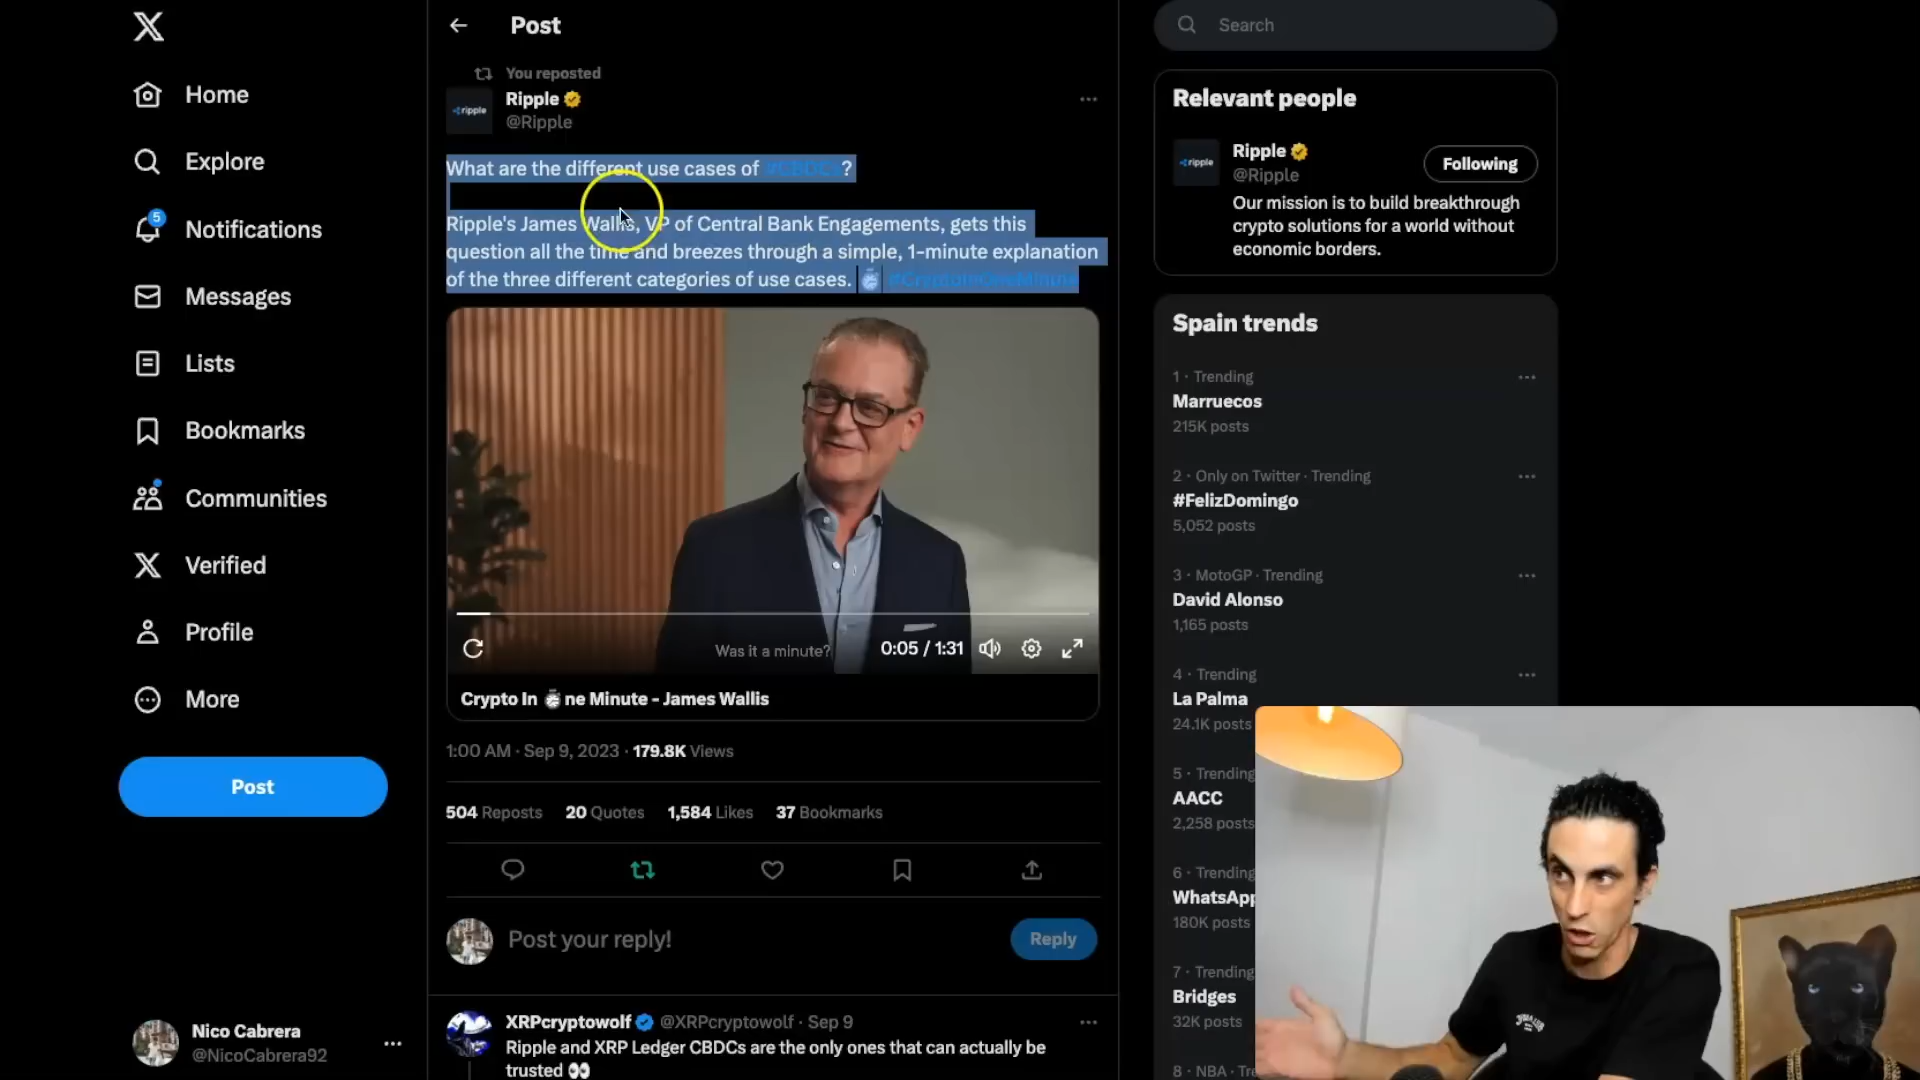 Post
Search
You reposted
Ripple
@Ripple
ripple
What are the different use cases of #CBDCs?
Ripple's James Wallis, VP of Central Bank Engagements, gets this
question all the time and breezes through a simple, 1-minute explanation
of the three different categories of use cases. #CryptoInOneMinute
Was it a minute?
0:05 / 1:31
Crypto In ne Minute - James Wallis
1:00 AM · Sep 9, 2023 · 179.8K Views
504 Reposts 20 Quotes 1,584 Likes 37 Bookmarks
Post your reply!
Reply
XRPcryptowolf @XRPcryptowolf · Sep 9
Ripple and XRP Ledger CBDCs are the only ones that can actually be
trusted
Home
Explore
5
Notifications
Messages
Lists
Bookmarks
Communities
Verified
Profile
More
Post
Nico Cabrera
@NicoCabrera92
Relevant people
ripple
Ripple
@Ripple
Following
Our mission is to build breakthrough
crypto solutions for a world without
economic borders.
Spain trends
1 · Trending
Marruecos
215K posts
2 · Only on Twitter · Trending
#FelizDomingo
5,052 posts
3 · MotoGP · Trending
David Alonso
1,165 posts
4 · Trending
La Palma
24.1K posts
5 · Trending
AACC
2,258 posts
6 · Trending
WhatsApp
180K posts
7 · Trending
Bridges
32K posts
8 · NBA · Tre